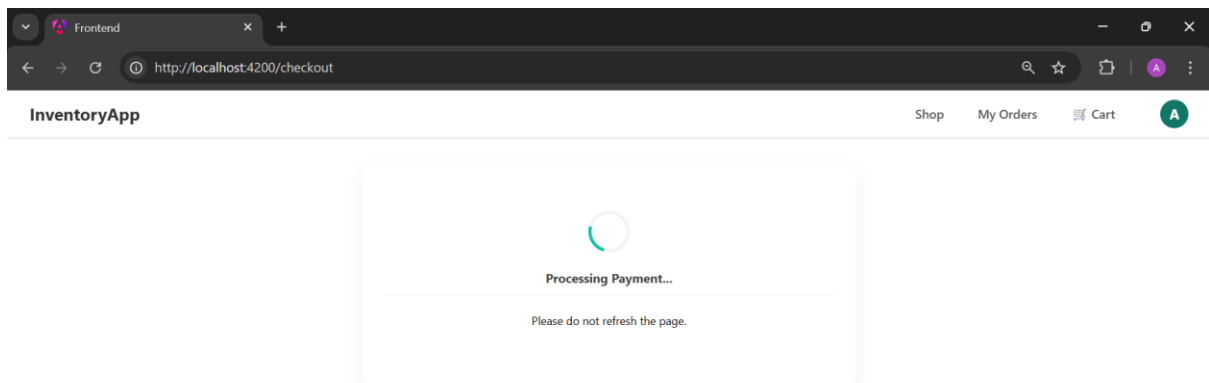 Frontend
http://localhost:4200/checkout
A
InventoryApp
Shop
My Orders
Cart
A
Processing Payment...
Please do not refresh the page.